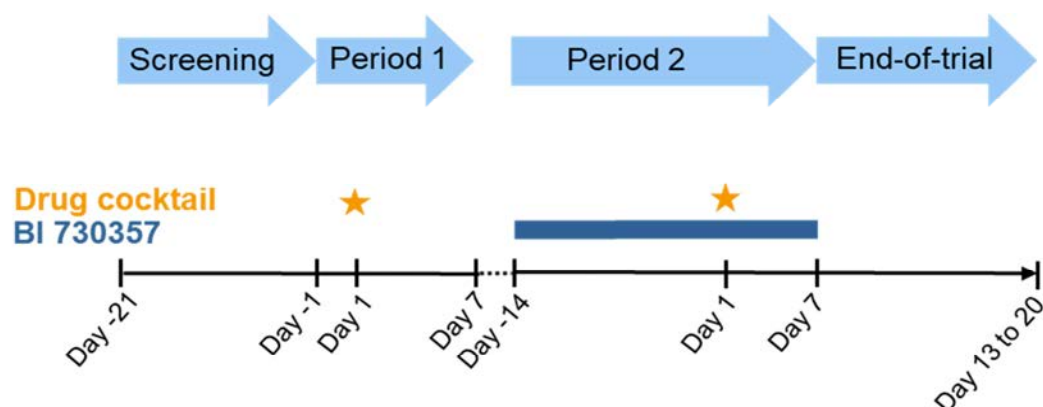 Screening
Period 1
Period 2
End-of-trial
Drug cocktail
BI 730357
Day -21
Day -1
Day 1
Day 7
Day -14
Day 1
Day 7
Day 13 to 20